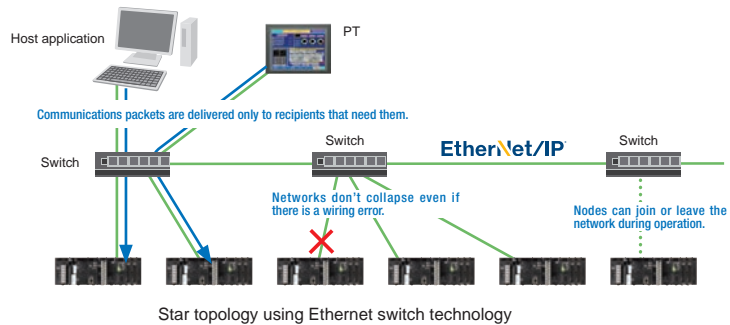 Host application
PT
Communications packets are delivered only to recipients that need them.
Switch
Switch
EtherNet/IP
Switch
Networks don't collapse even if
there is a wiring error.
Nodes can join or leave the
network during operation.
Star topology using Ethernet switch technology